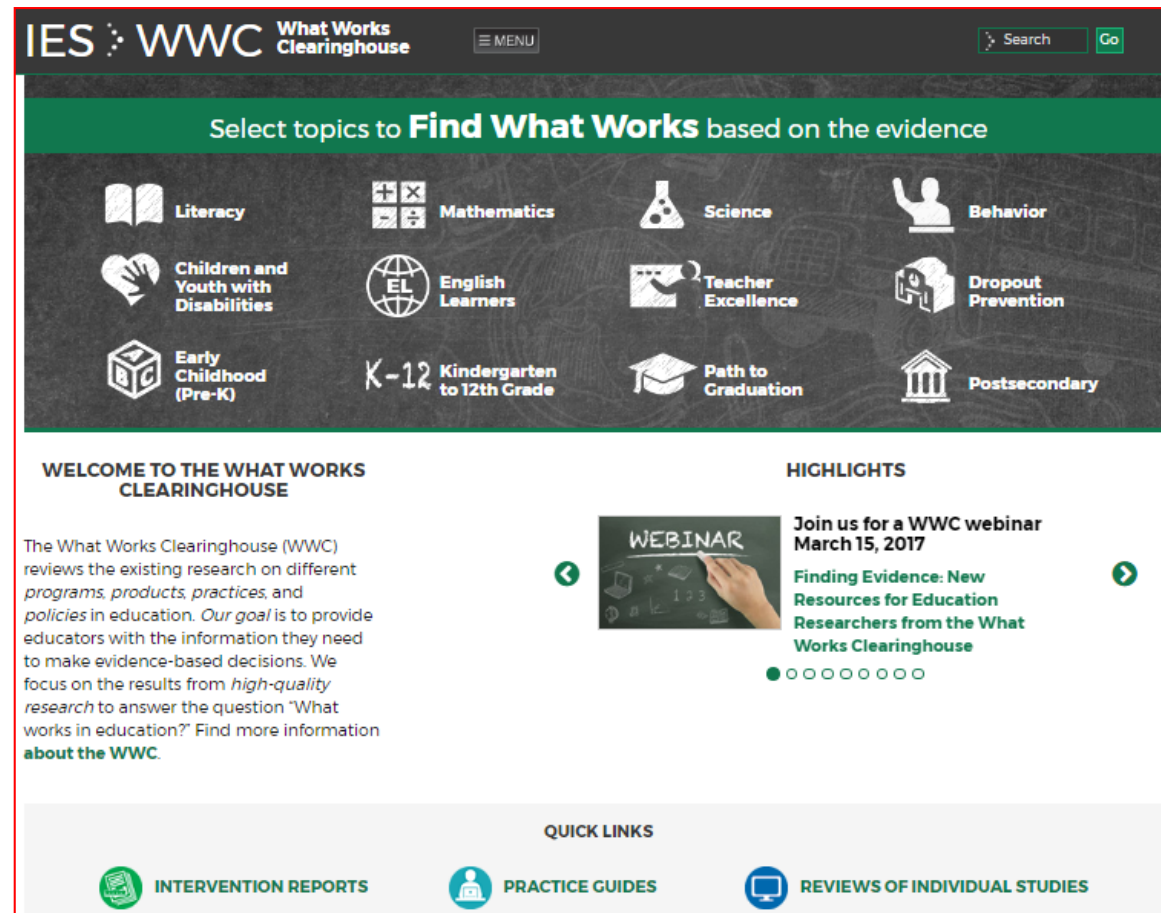 IES WWC What Works Clearinghouse
MENU
Search
Go
Select topics to Find What Works based on the evidence
Literacy
Mathematics
Science
Behavior
Children and
Youth with
Disabilities
EL
English
Learners
Teacher
Excellence
Dropout
Prevention
A B C
Early
Childhood
(Pre-K)
K-12
Kindergarten
to 12th Grade
Path to
Graduation
Postsecondary
WELCOME TO THE WHAT WORKS
CLEARINGHOUSE
The What Works Clearinghouse (WWC)
reviews the existing research on different
programs, products, practices, and
policies in education. Our goal is to provide
educators with the information they need
to make evidence-based decisions. We
focus on the results from high-quality
research to answer the question “What
works in education?” Find more information
about the WWC.
HIGHLIGHTS
WEBINAR
1 2 3
Join us for a WWC webinar
March 15, 2017
Finding Evidence: New
Resources for Education
Researchers from the What
Works Clearinghouse
QUICK LINKS
INTERVENTION REPORTS
PRACTICE GUIDES
REVIEWS OF INDIVIDUAL STUDIES